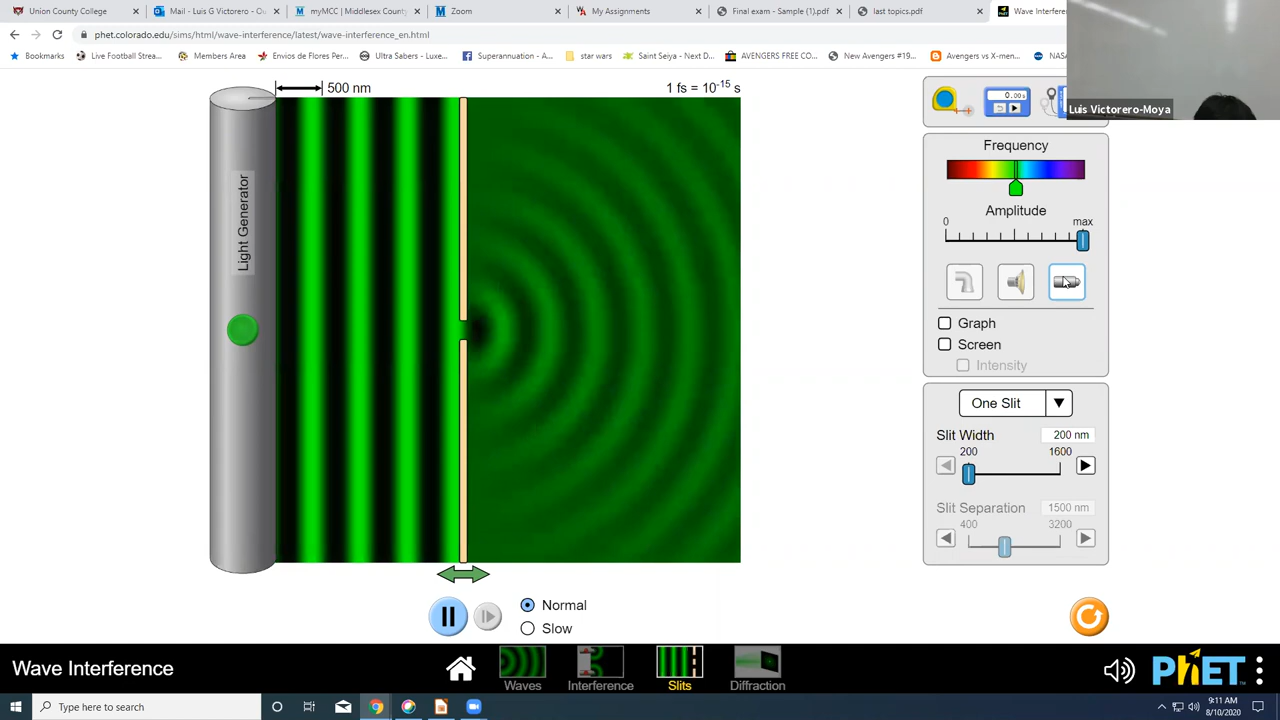 Union County College
Mail - Luis G Victorero - Ou
myMCC | Middlesex Count
Zoom
My Assignments
Final exam - Sample (1).pdf
last topics.pdf
Wave Interfere
phet.colorado.edu/sims/html/wave-interference/latest/wave-interference_en.html
Bookmarks
Live Football Strea...
Members Area
Envios de Flores Per...
Ultra Sabers - Luxe...
Superannuation - A...
star wars
Saint Seiya - Next D...
AVENGERS FREE CO...
New Avengers #19...
Avengers vs X-men...
NASA
Luis Victorero-Moya
500 nm
1 fs = 10⁻¹⁵ s
0.00s
Light Generator
Frequency
Amplitude
0
max
Graph
Screen
Intensity
One Slit
Slit Width
200 nm
200
1600
Slit Separation
1500 nm
400
3200
Normal
Slow
Wave Interference
Waves
Interference
Slits
Diffraction
PhET
Type here to search
9:11 AM
8/10/2020